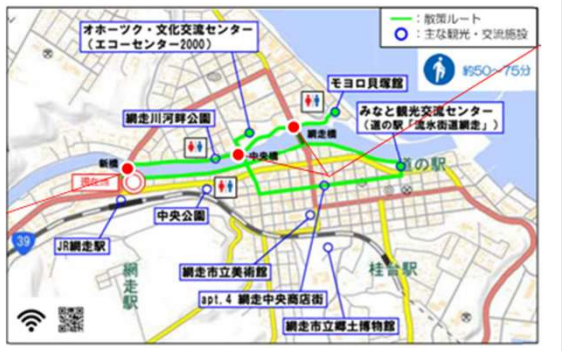 ━：散策ルート
○：主な観光・交流施設
約50～75分
オホーツク・文化交流センター
（エコーセンター2000）
モヨロ貝塚館
網走川河畔公園
網走橋
みなと観光交流センター
（道の駅「流氷街道網走」）
新橋
中央橋
道の駅
現在地
中央公園
39
JR網走駅
網走駅
網走市立美術館
桂台駅
apt.4 網走中央商店街
網走市立郷土博物館